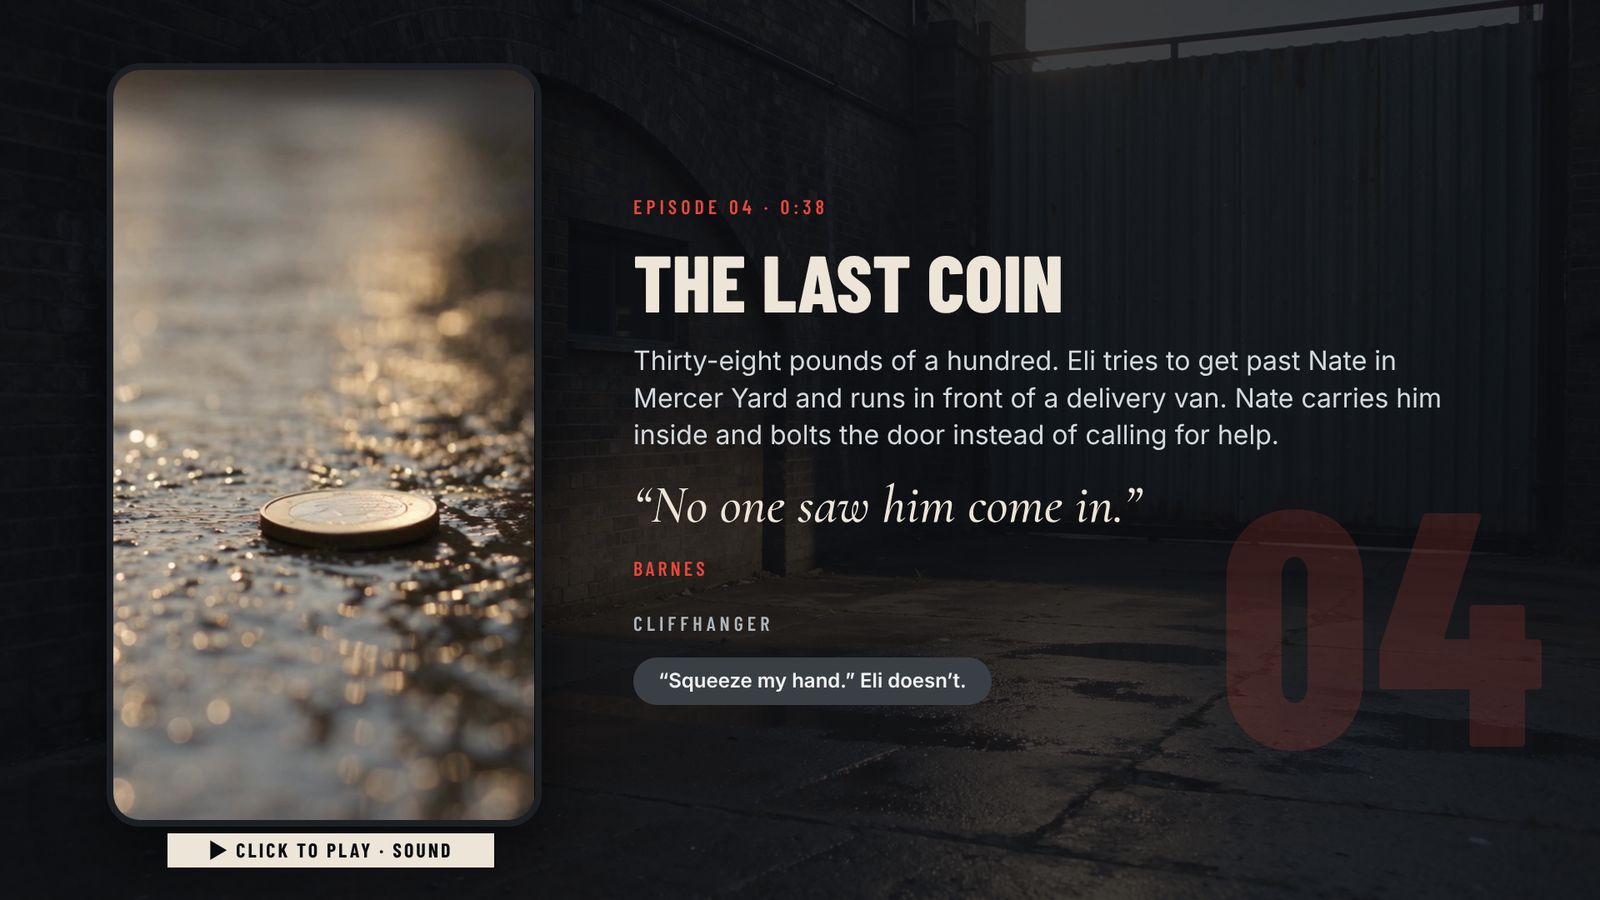 EPISODE 04 · 0:38
THE LAST COIN
Thirty-eight pounds of a hundred. Eli tries to get past Nate in
Mercer Yard and runs in front of a delivery van. Nate carries him
inside and bolts the door instead of calling for help.
“No one saw him come in.”
BARNES
CLIFFHANGER
“Squeeze my hand.” Eli doesn’t.
04
▶ CLICK TO PLAY · SOUND